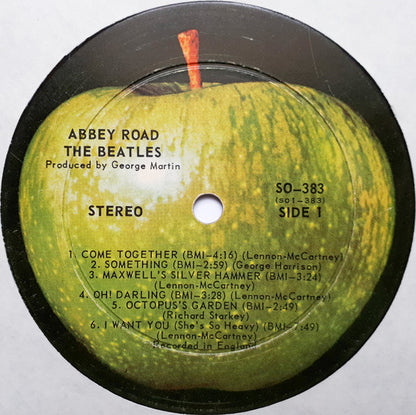 ABBEY ROAD
THE BEATLES
Produced by George Martin
STEREO
SO-383
(so1-383)
SIDE 1
1. COME TOGETHER (BMI-4:16) (Lennon-McCartney)
2. SOMETHING (BMI-2:59) (George Harrison)
3. MAXWELL'S SILVER HAMMER (BMI-3:24)
(Lennon-McCartney)
4. OH! DARLING (BMI-3:28) (Lennon-McCartney)
5. OCTOPUS'S GARDEN (BMI-2:49)
(Richard Starkey)
6. I WANT YOU (She's So Heavy) (BMI-7:49)
(Lennon-McCartney)
Recorded in England